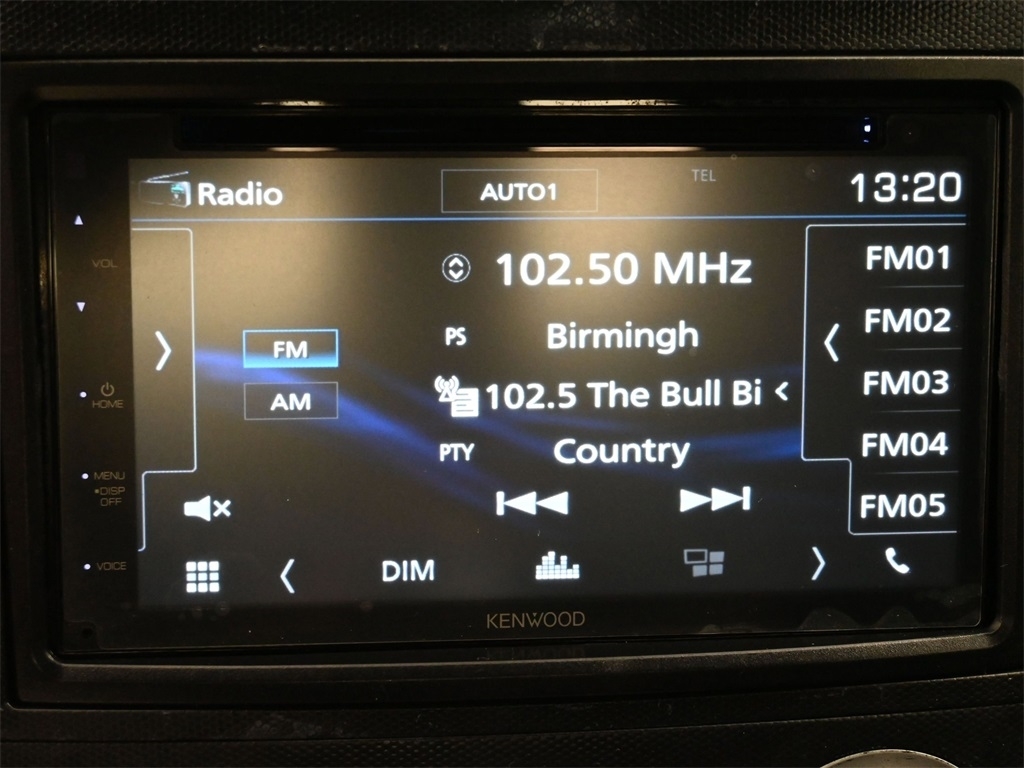 Radio
AUTO1
TEL
13:20
102.50 MHz
PS Birmingh
102.5 The Bull Bi <
PTY Country
FM
AM
FM01
FM02
FM03
FM04
FM05
DIM
VOL
HOME
MENU
•DISP
OFF
VOICE
KENWOOD